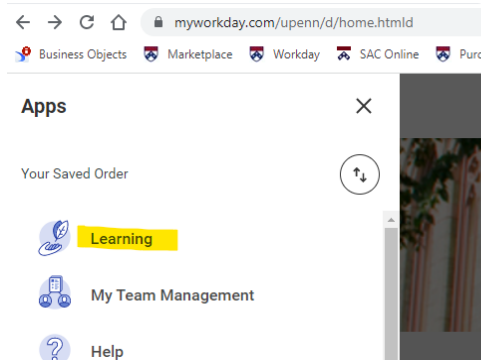 myworkday.com/upenn/d/home.htmld
Business Objects Marketplace Workday SAC Online Purc
Apps
Your Saved Order
Learning
My Team Management
Help